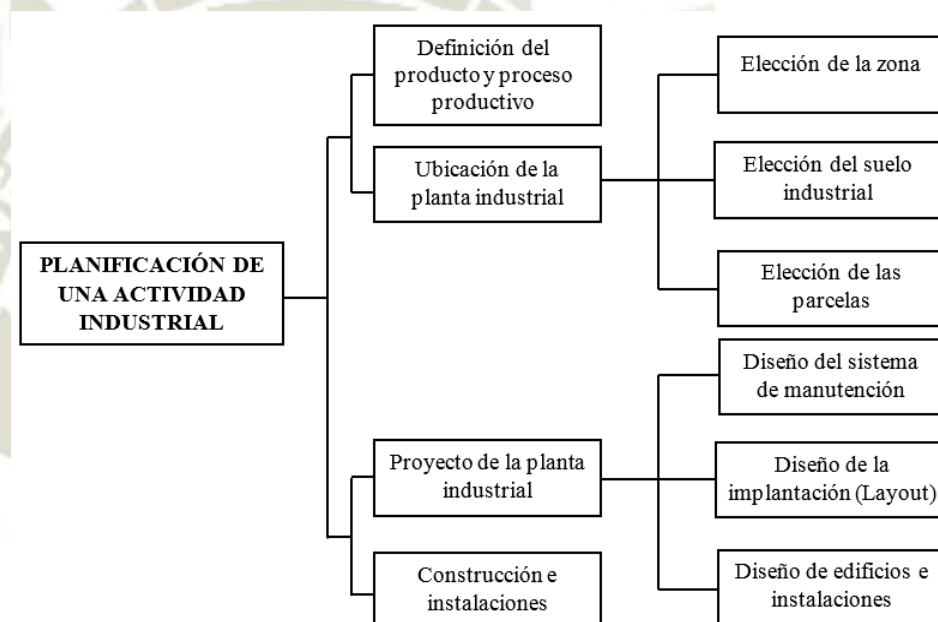 Definición del
producto y proceso
productivo
Elección de la zona
Ubicación de la
planta industrial
Elección del suelo
industrial
PLANIFICACIÓN DE
UNA ACTIVIDAD
INDUSTRIAL
Elección de las
parcelas
Diseño del sistema
de manutención
Proyecto de la planta
industrial
Diseño de la
implantación (Layout)
Construcción e
instalaciones
Diseño de edificios e
instalaciones